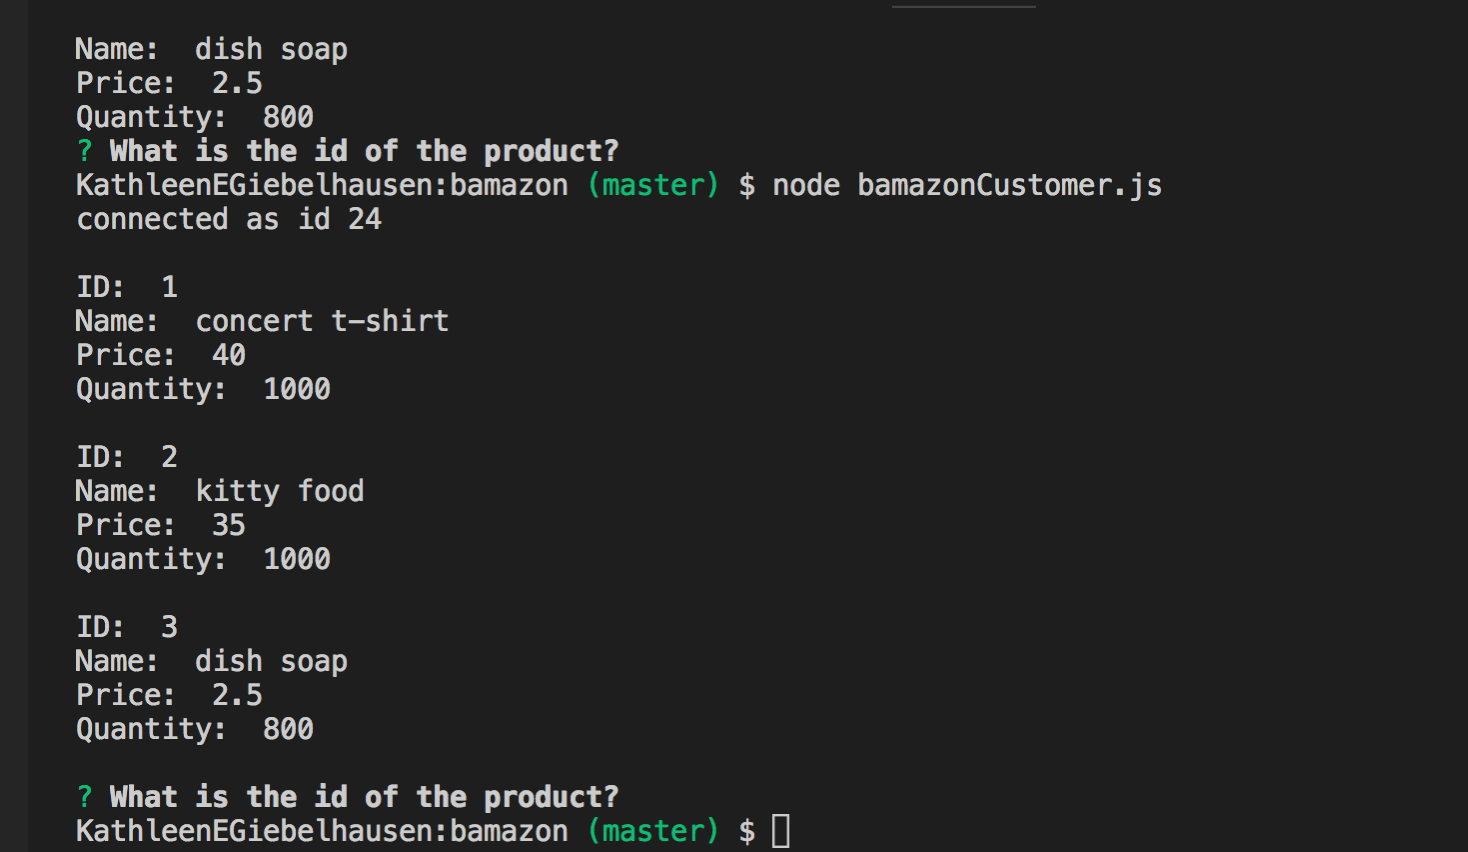 Name:  dish soap
Price:  2.5
Quantity:  800
? What is the id of the product?
KathleenEGiebelhausen:bamazon (master) $ node bamazonCustomer.js
connected as id 24
ID:  1
Name:  concert t-shirt
Price:  40
Quantity:  1000
ID:  2
Name:  kitty food
Price:  35
Quantity:  1000
ID:  3
Name:  dish soap
Price:  2.5
Quantity:  800
? What is the id of the product?
KathleenEGiebelhausen:bamazon (master) $